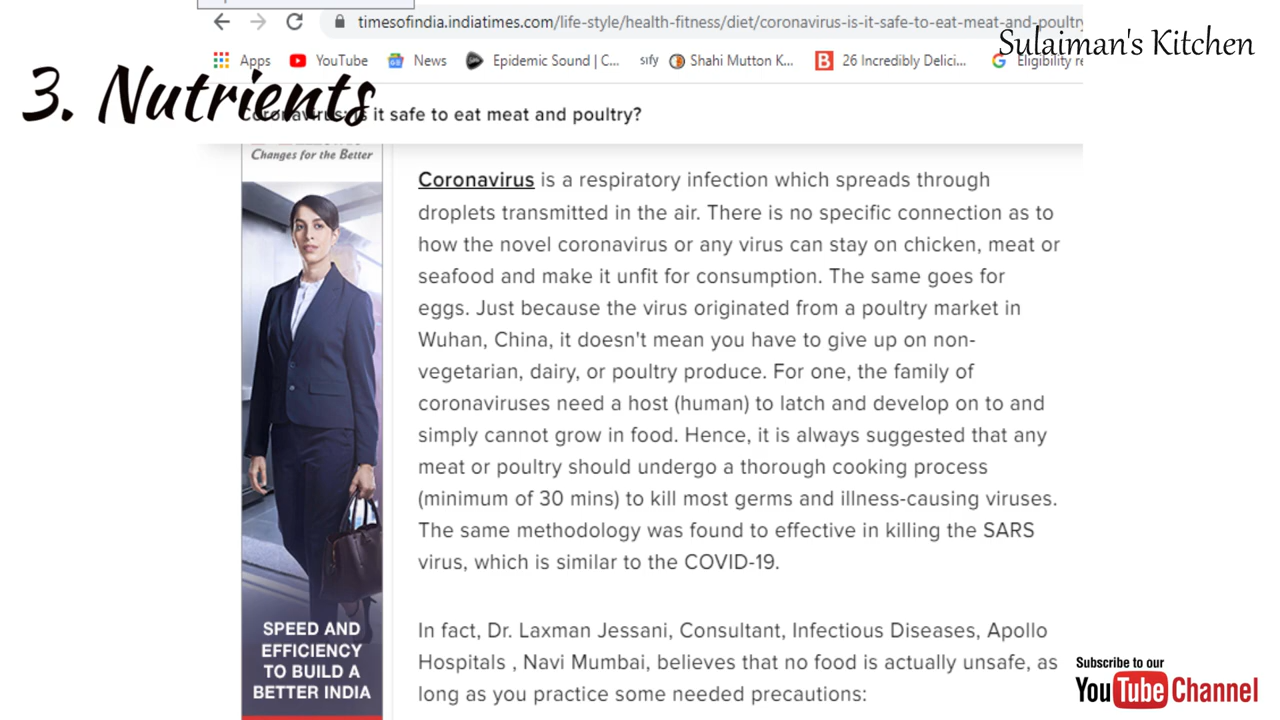 timesofindia.indiatimes.com/life-style/health-fitness/diet/coronavirus-is-it-safe-to-eat-meat-and-poultry
Sulaiman's Kitchen
Apps YouTube News Epidemic Sound | C... sify Shahi Mutton K... 26 Incredibly Delici... Eligibility re
3. Nutrients
Coronavirus: Is it safe to eat meat and poultry?
Changes for the Better
Coronavirus is a respiratory infection which spreads through
droplets transmitted in the air. There is no specific connection as to
how the novel coronavirus or any virus can stay on chicken, meat or
seafood and make it unfit for consumption. The same goes for
eggs. Just because the virus originated from a poultry market in
Wuhan, China, it doesn't mean you have to give up on non-
vegetarian, dairy, or poultry produce. For one, the family of
coronaviruses need a host (human) to latch and develop on to and
simply cannot grow in food. Hence, it is always suggested that any
meat or poultry should undergo a thorough cooking process
(minimum of 30 mins) to kill most germs and illness-causing viruses.
The same methodology was found to effective in killing the SARS
virus, which is similar to the COVID-19.
In fact, Dr. Laxman Jessani, Consultant, Infectious Diseases, Apollo
Hospitals , Navi Mumbai, believes that no food is actually unsafe, as
long as you practice some needed precautions:
SPEED AND
EFFICIENCY
TO BUILD A
BETTER INDIA
Subscribe to our
YouTube Channel